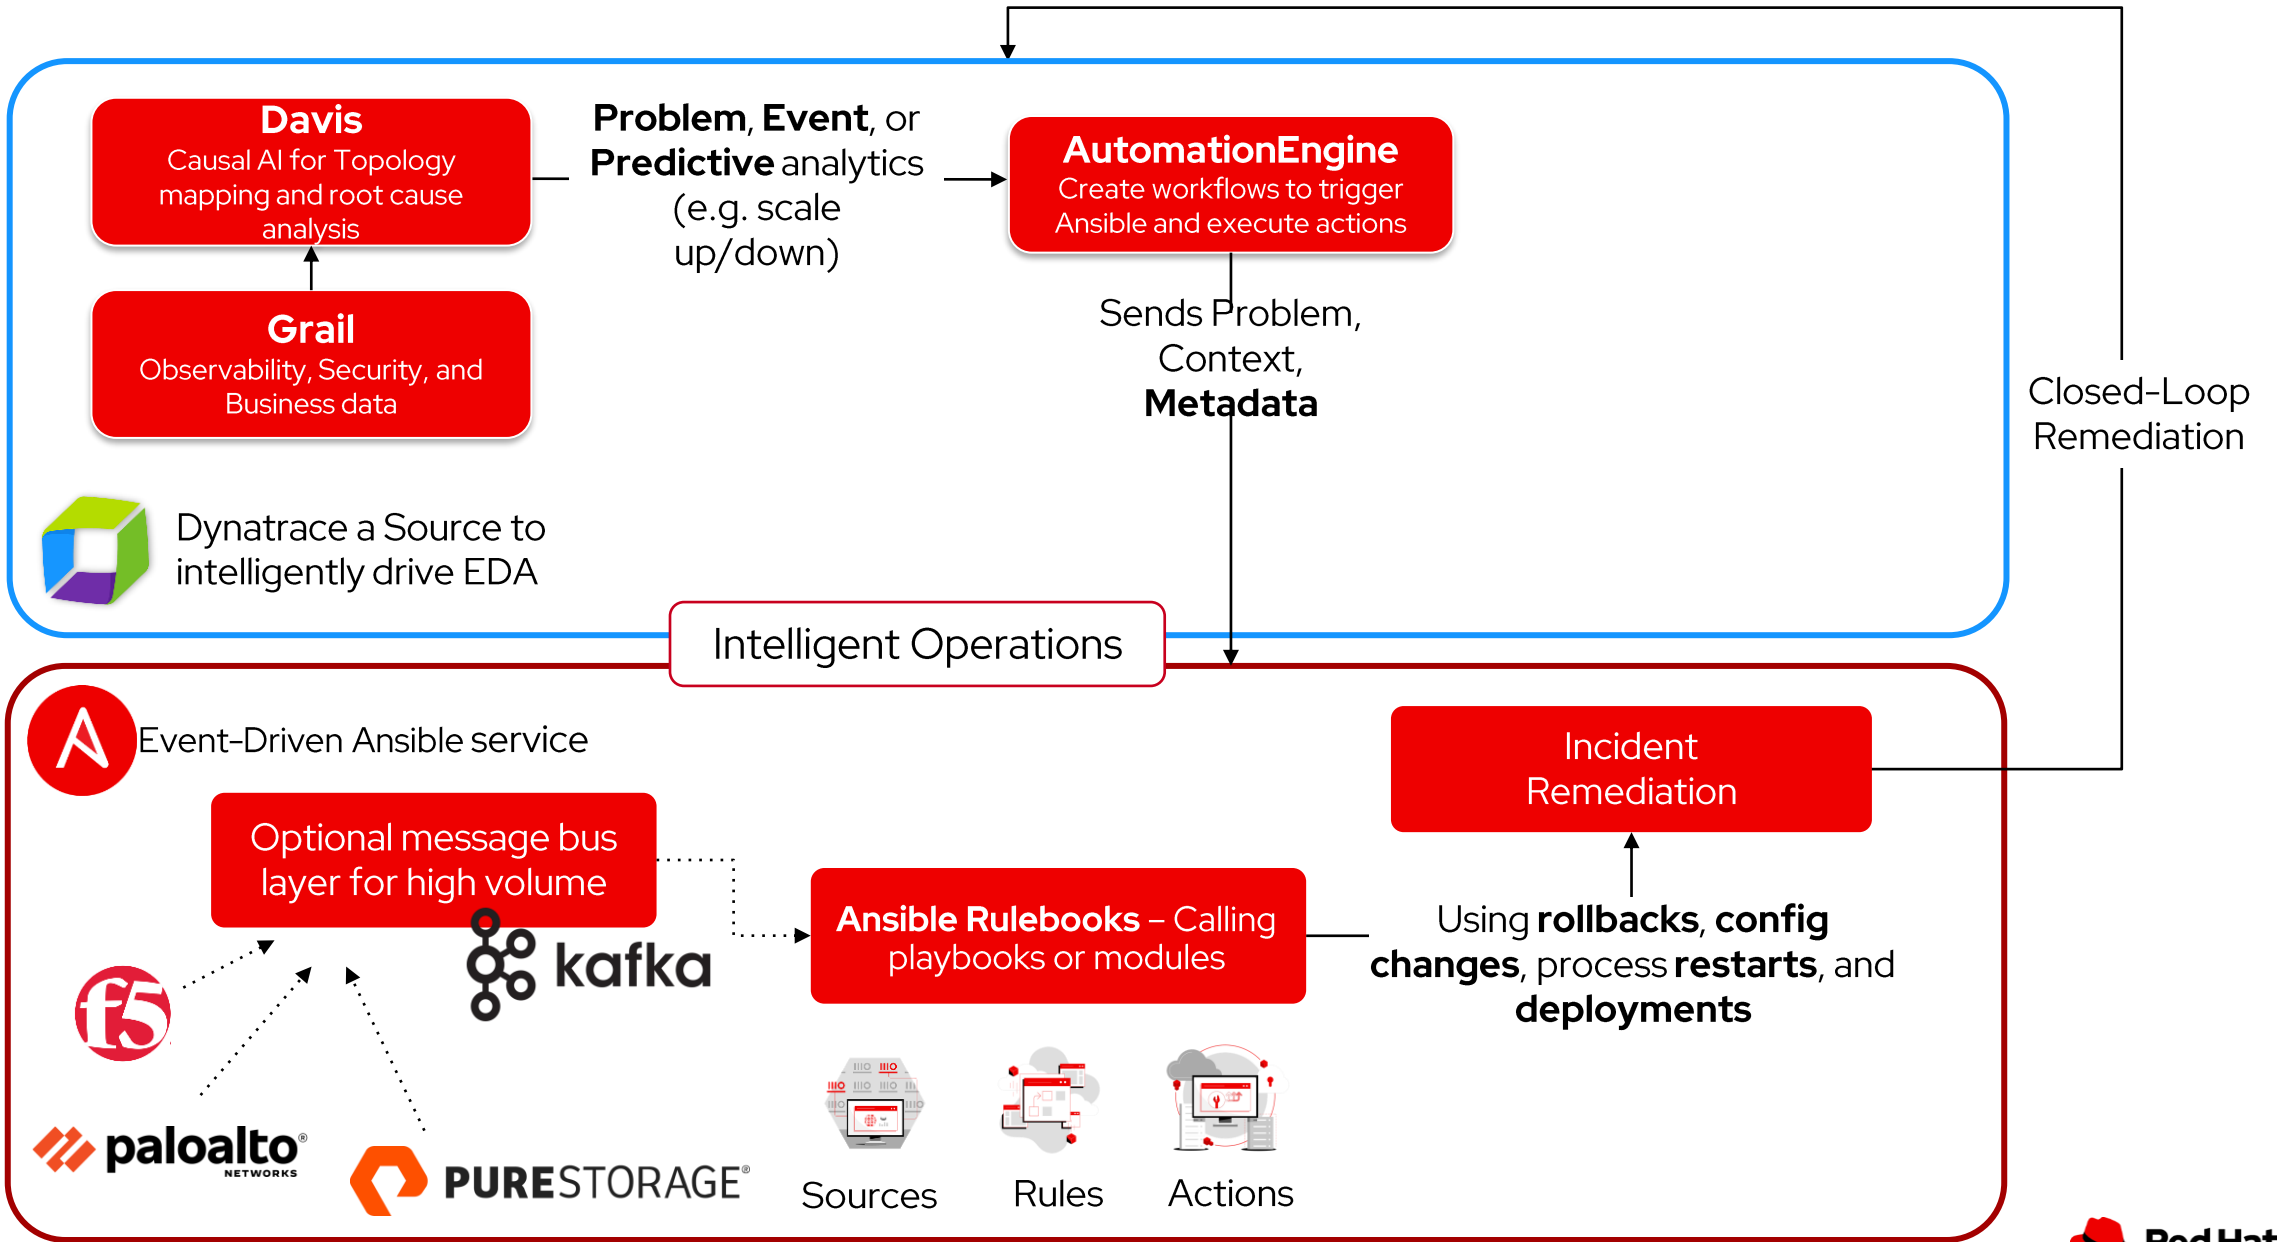 Davis
Causal AI for Topology
mapping and root cause
analysis
Problem, Event, or
Predictive analytics
(e.g. scale
up/down)
AutomationEngine
Create workflows to trigger
Ansible and execute actions
Grail
Observability, Security, and
Business data
Sends Problem,
Context,
Metadata
Closed-Loop
Remediation
Dynatrace a Source to
intelligently drive EDA
Intelligent Operations
Event-Driven Ansible service
Incident
Remediation
Optional message bus
layer for high volume
kafka
Ansible Rulebooks – Calling
playbooks or modules
Using rollbacks, config
changes, process restarts, and
deployments
f5
paloalto®
NETWORKS
PURESTORAGE®
Sources
Rules
Actions
Red Hat